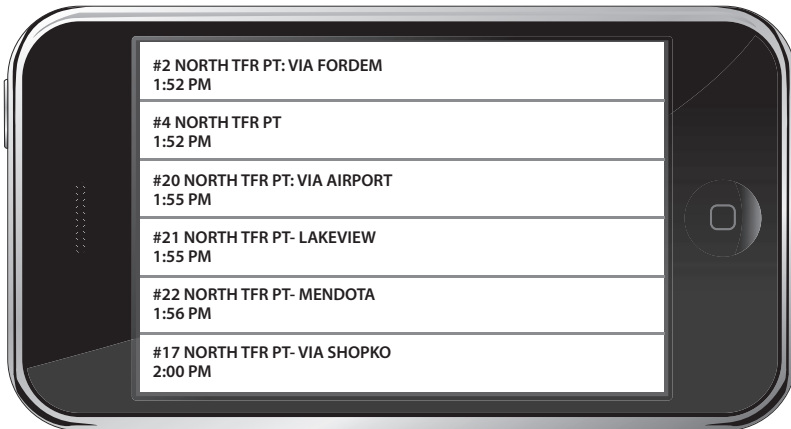 #2 NORTH TFR PT: VIA FORDEM
1:52 PM
#4 NORTH TFR PT
1:52 PM
#20 NORTH TFR PT: VIA AIRPORT
1:55 PM
#21 NORTH TFR PT- LAKEVIEW
1:55 PM
#22 NORTH TFR PT- MENDOTA
1:56 PM
#17 NORTH TFR PT- VIA SHOPKO
2:00 PM